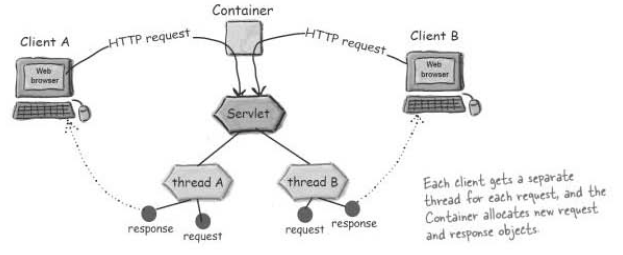 Container
Client A
HTTP request
HTTP request
Client B
Web
browser
Web
browser
Servlet
thread A
thread B
response
request
request
response
Each client gets a separate
thread for each request, and the
Container allocates new request
and response objects.